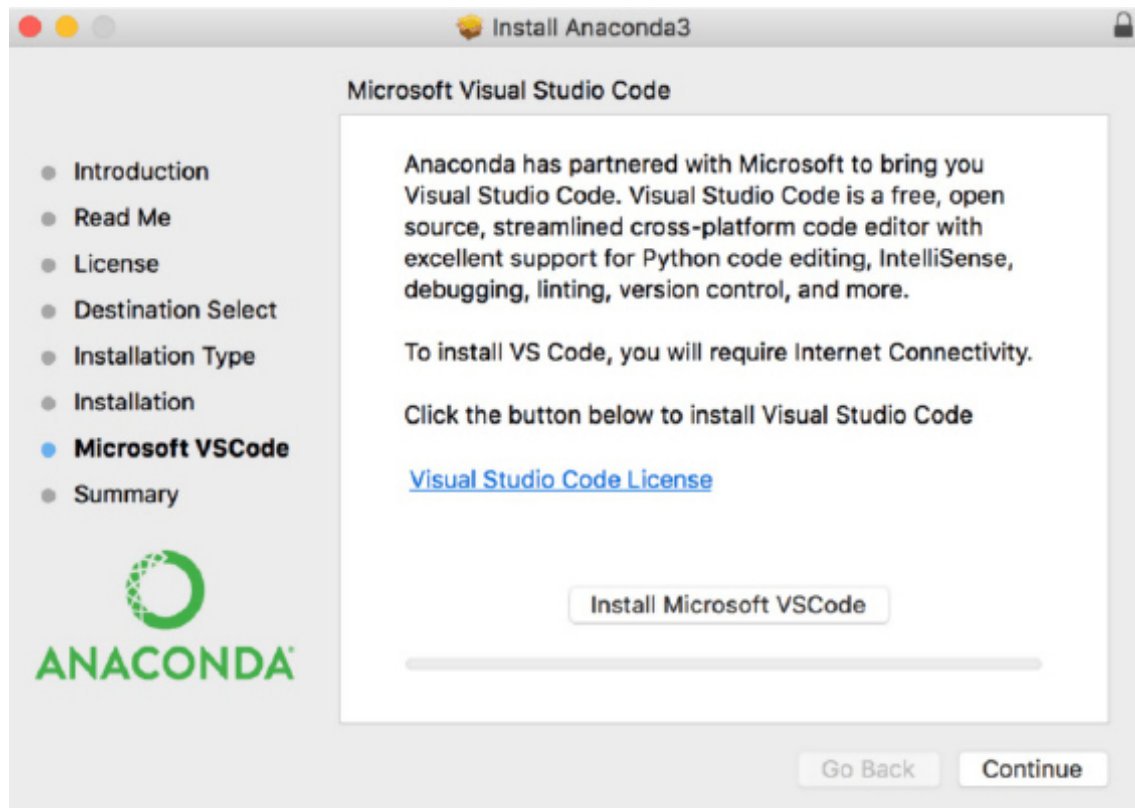 Install Anaconda3
Microsoft Visual Studio Code
Introduction
Read Me
License
Destination Select
Installation Type
Installation
Microsoft VSCode
Summary
ANACONDA
Anaconda has partnered with Microsoft to bring you
Visual Studio Code. Visual Studio Code is a free, open
source, streamlined cross-platform code editor with
excellent support for Python code editing, IntelliSense,
debugging, linting, version control, and more.
To install VS Code, you will require Internet Connectivity.
Click the button below to install Visual Studio Code
Visual Studio Code License
Install Microsoft VSCode
Go Back
Continue